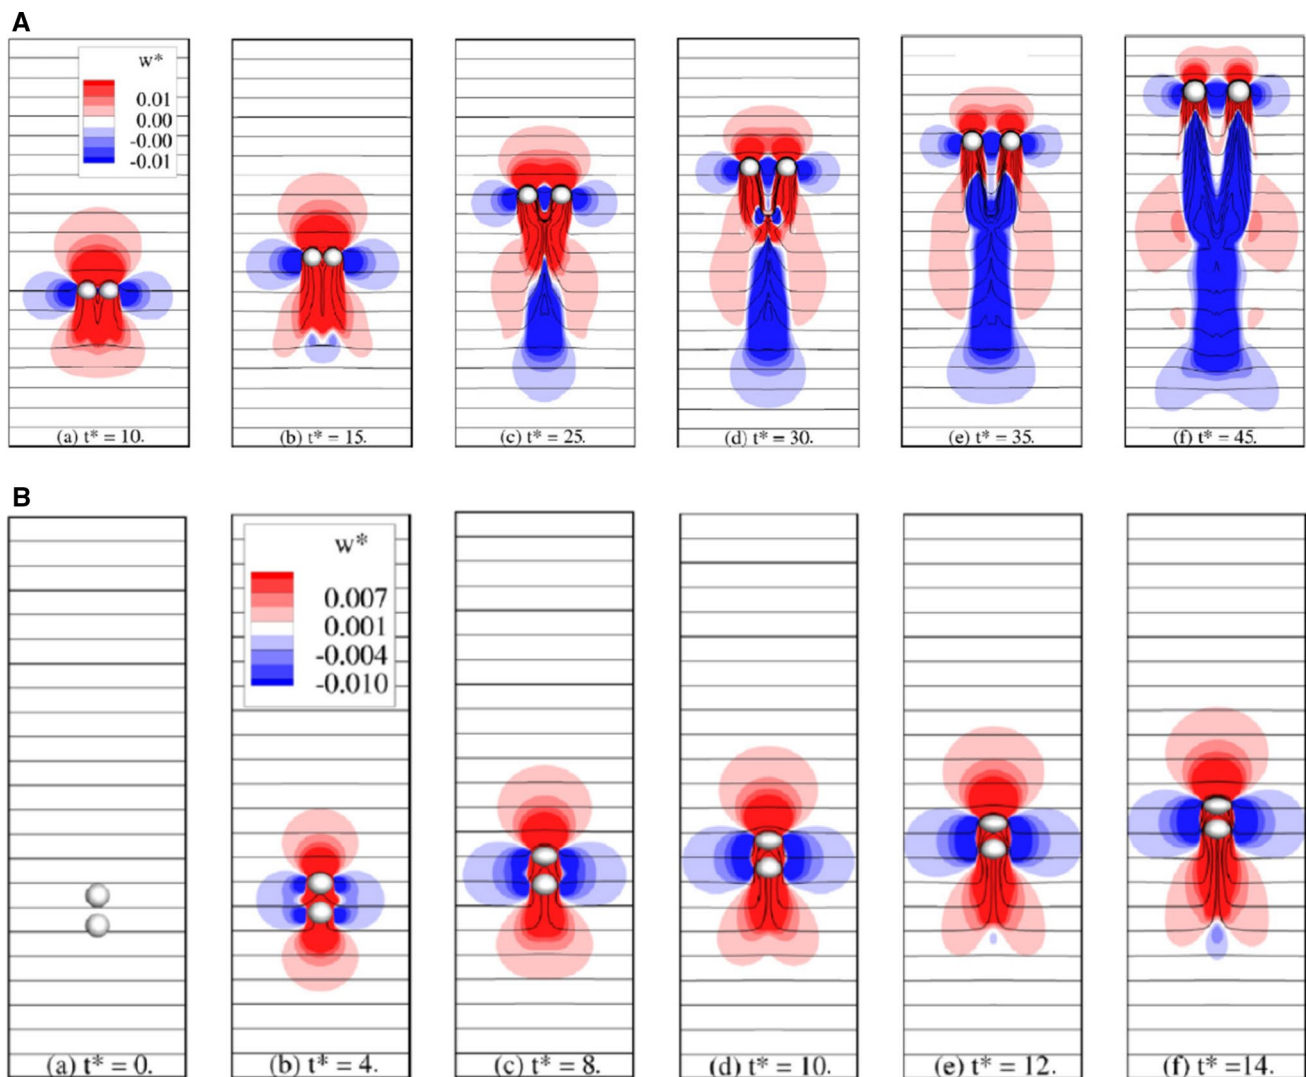 A
w*
0.01
0.00
-0.00
-0.01
(a) t* = 10.
(b) t* = 15.
(c) t* = 25.
(d) t* = 30.
(e) t* = 35.
(f) t* = 45.
B
w*
0.007
0.001
-0.004
-0.010
(a) t* = 0.
(b) t* = 4.
(c) t* = 8.
(d) t* = 10.
(e) t* = 12.
(f) t* =14.